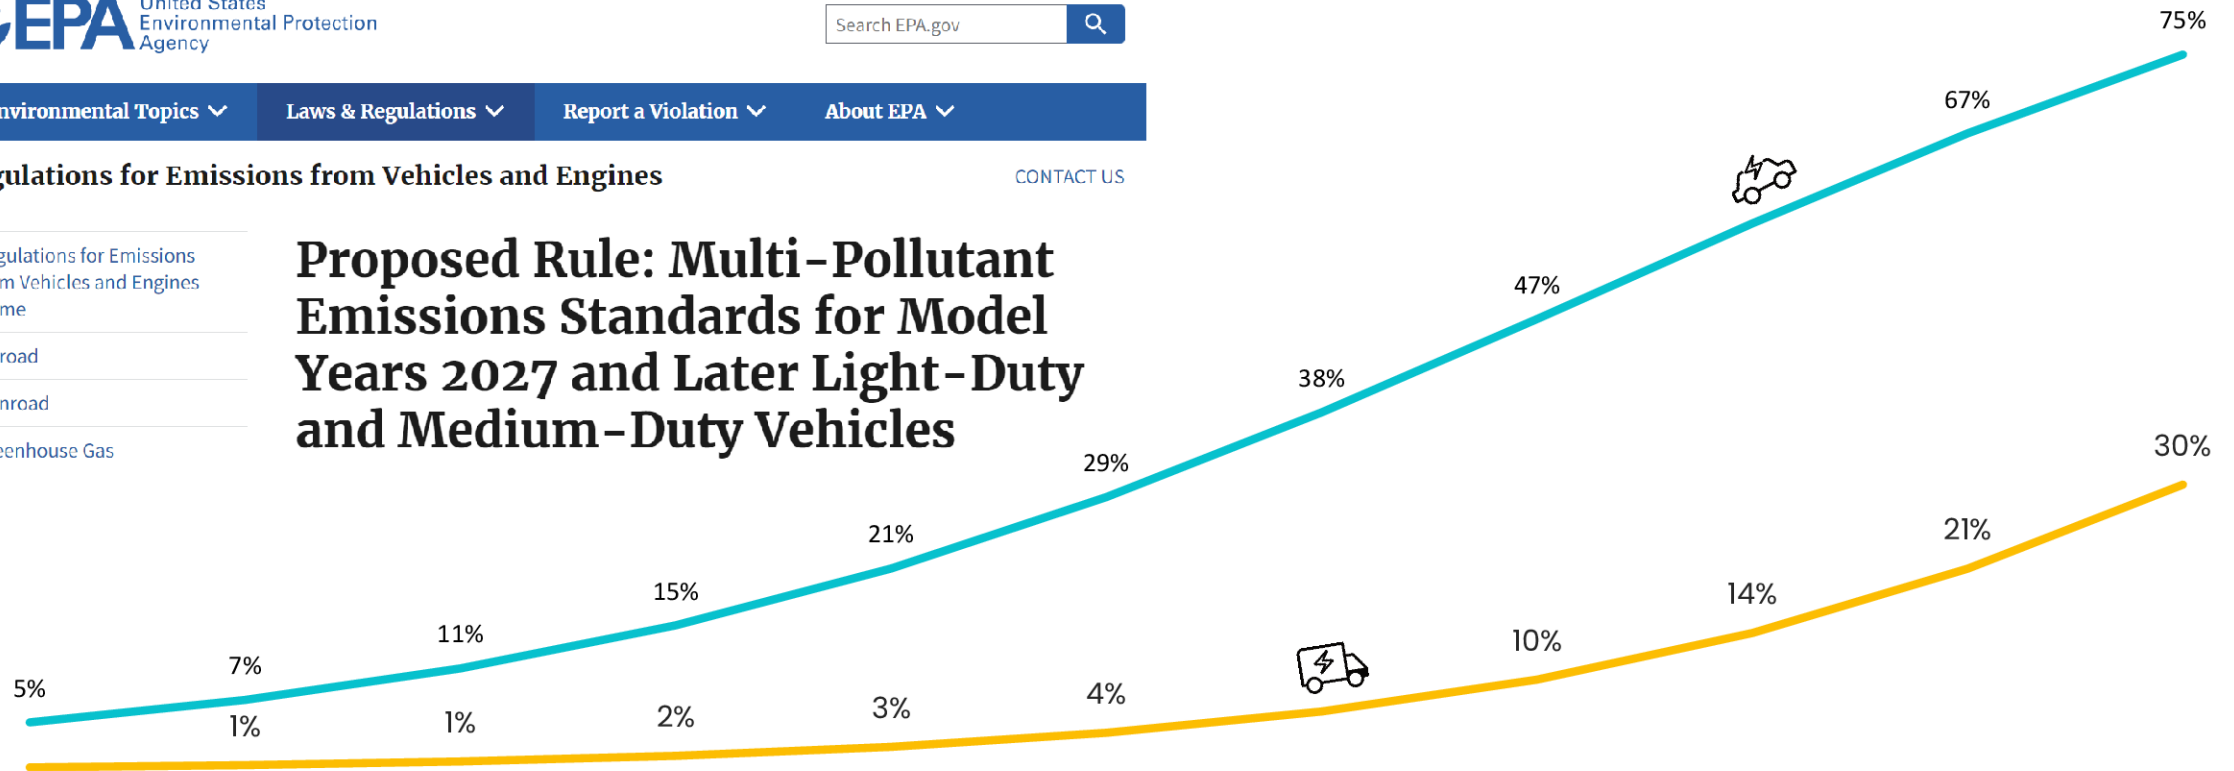 EPA
United States
Environmental Protection
Agency
Search EPA.gov
nvironmental Topics
Laws & Regulations
Report a Violation
About EPA
gulations for Emissions from Vehicles and Engines
CONTACT US
gulations for Emissions
m Vehicles and Engines
me
road
nroad
eenhouse Gas
Proposed Rule: Multi-Pollutant
Emissions Standards for Model
Years 2027 and Later Light-Duty
and Medium-Duty Vehicles
5%
7%
11%
15%
21%
29%
38%
47%
67%
75%
1%
1%
2%
3%
4%
10%
14%
21%
30%